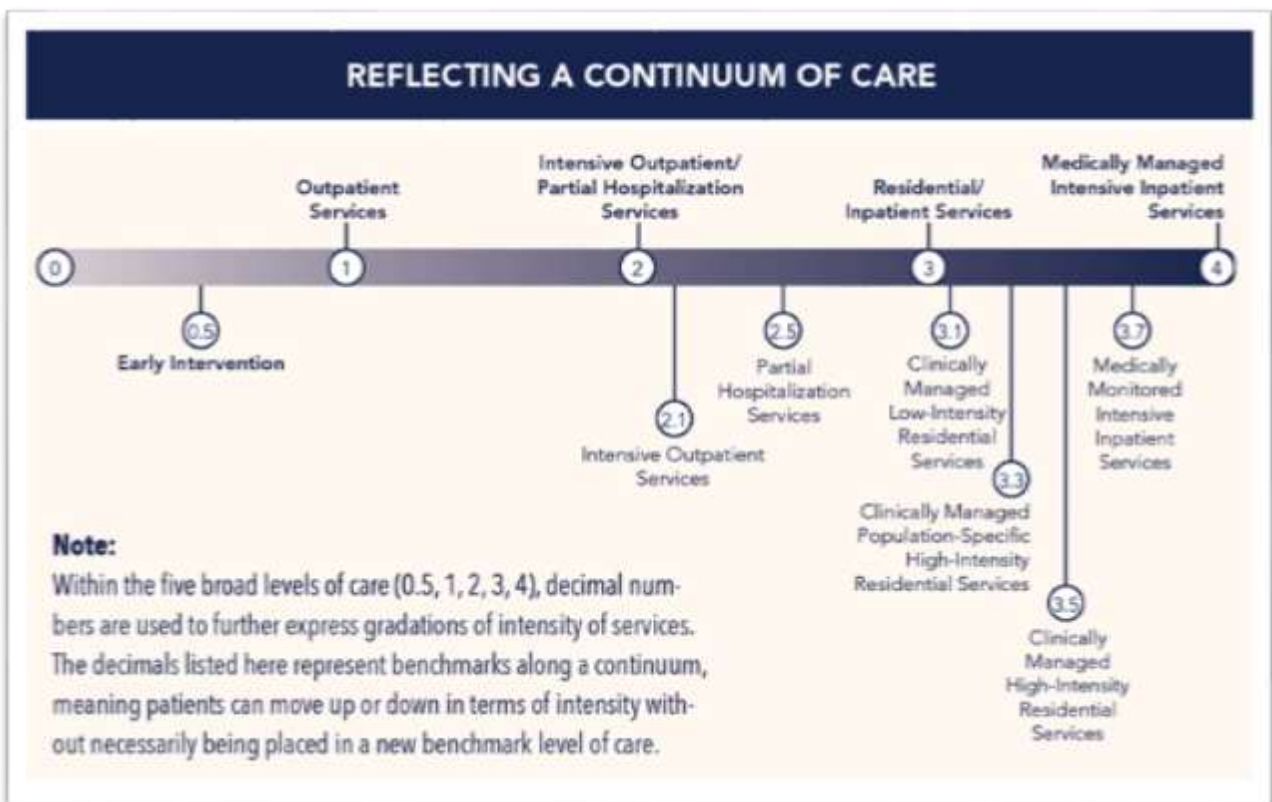 REFLECTING A CONTINUUM OF CARE
Intensive Outpatient/
Partial Hospitalization
Services
Outpatient
Services
Residential/
Inpatient Services
Medically Managed
Intensive Inpatient
Services
0
1
2
3
4
0.5
Early Intervention
2.1
Intensive Outpatient
Services
2.5
Partial
Hospitalization
Services
3.1
Clinically
Managed
Low-Intensity
Residential
Services
3.3
Clinically Managed
Population-Specific
High-Intensity
Residential Services
3.5
Clinically
Managed
High-Intensity
Residential
Services
3.7
Medically
Monitored
Intensive
Inpatient
Services
Note:
Within the five broad levels of care (0.5, 1, 2, 3, 4), decimal num-
bers are used to further express gradations of intensity of services.
The decimals listed here represent benchmarks along a continuum,
meaning patients can move up or down in terms of intensity with-
out necessarily being placed in a new benchmark level of care.